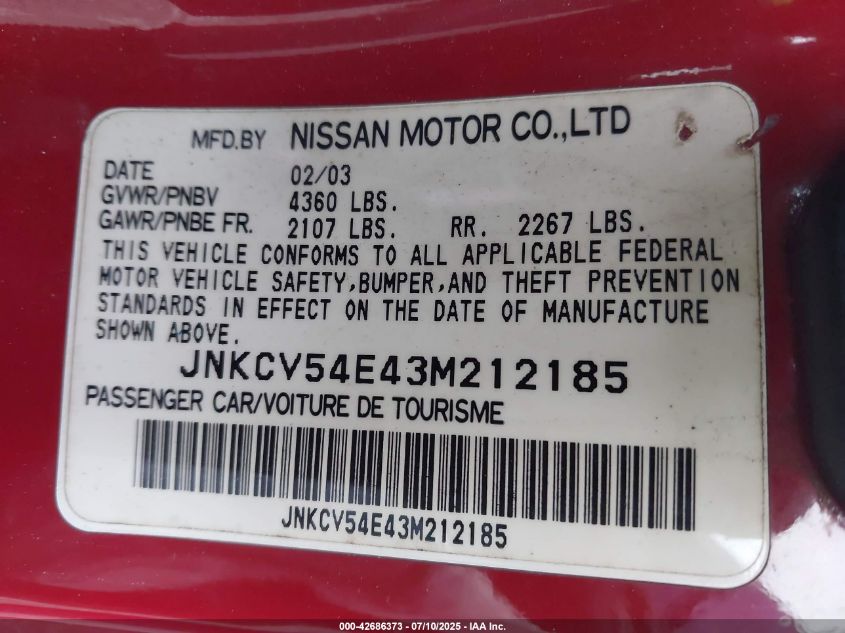 MFD.BY NISSAN MOTOR CO.,LTD
DATE 02/03
GVWR/PNBV 4360 LBS.
GAWR/PNBE FR. 2107 LBS. RR. 2267 LBS.
THIS VEHICLE CONFORMS TO ALL APPLICABLE FEDERAL
MOTOR VEHICLE SAFETY,BUMPER,AND THEFT PREVENTION
STANDARDS IN EFFECT ON THE DATE OF MANUFACTURE
SHOWN ABOVE.
JNKCV54E43M212185
PASSENGER CAR/VOITURE DE TOURISME
JNKCV54E43M212185
000-42686373 - 07/10/2025 - IAA Inc.